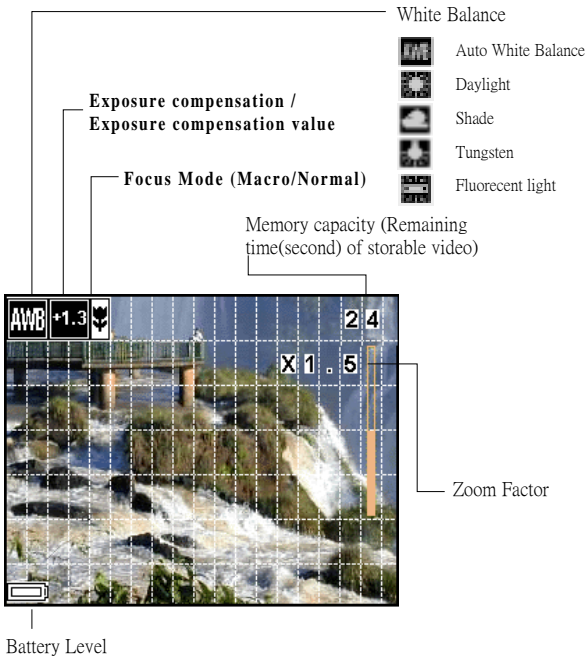 White Balance
AWB Auto White Balance
Daylight
Shade
Tungsten
Fluorecent light
Exposure compensation /
Exposure compensation value
Focus Mode (Macro/Normal)
Memory capacity (Remaining
time(second) of storable video)
AWB +1.3 24
X1.5
Zoom Factor
Battery Level